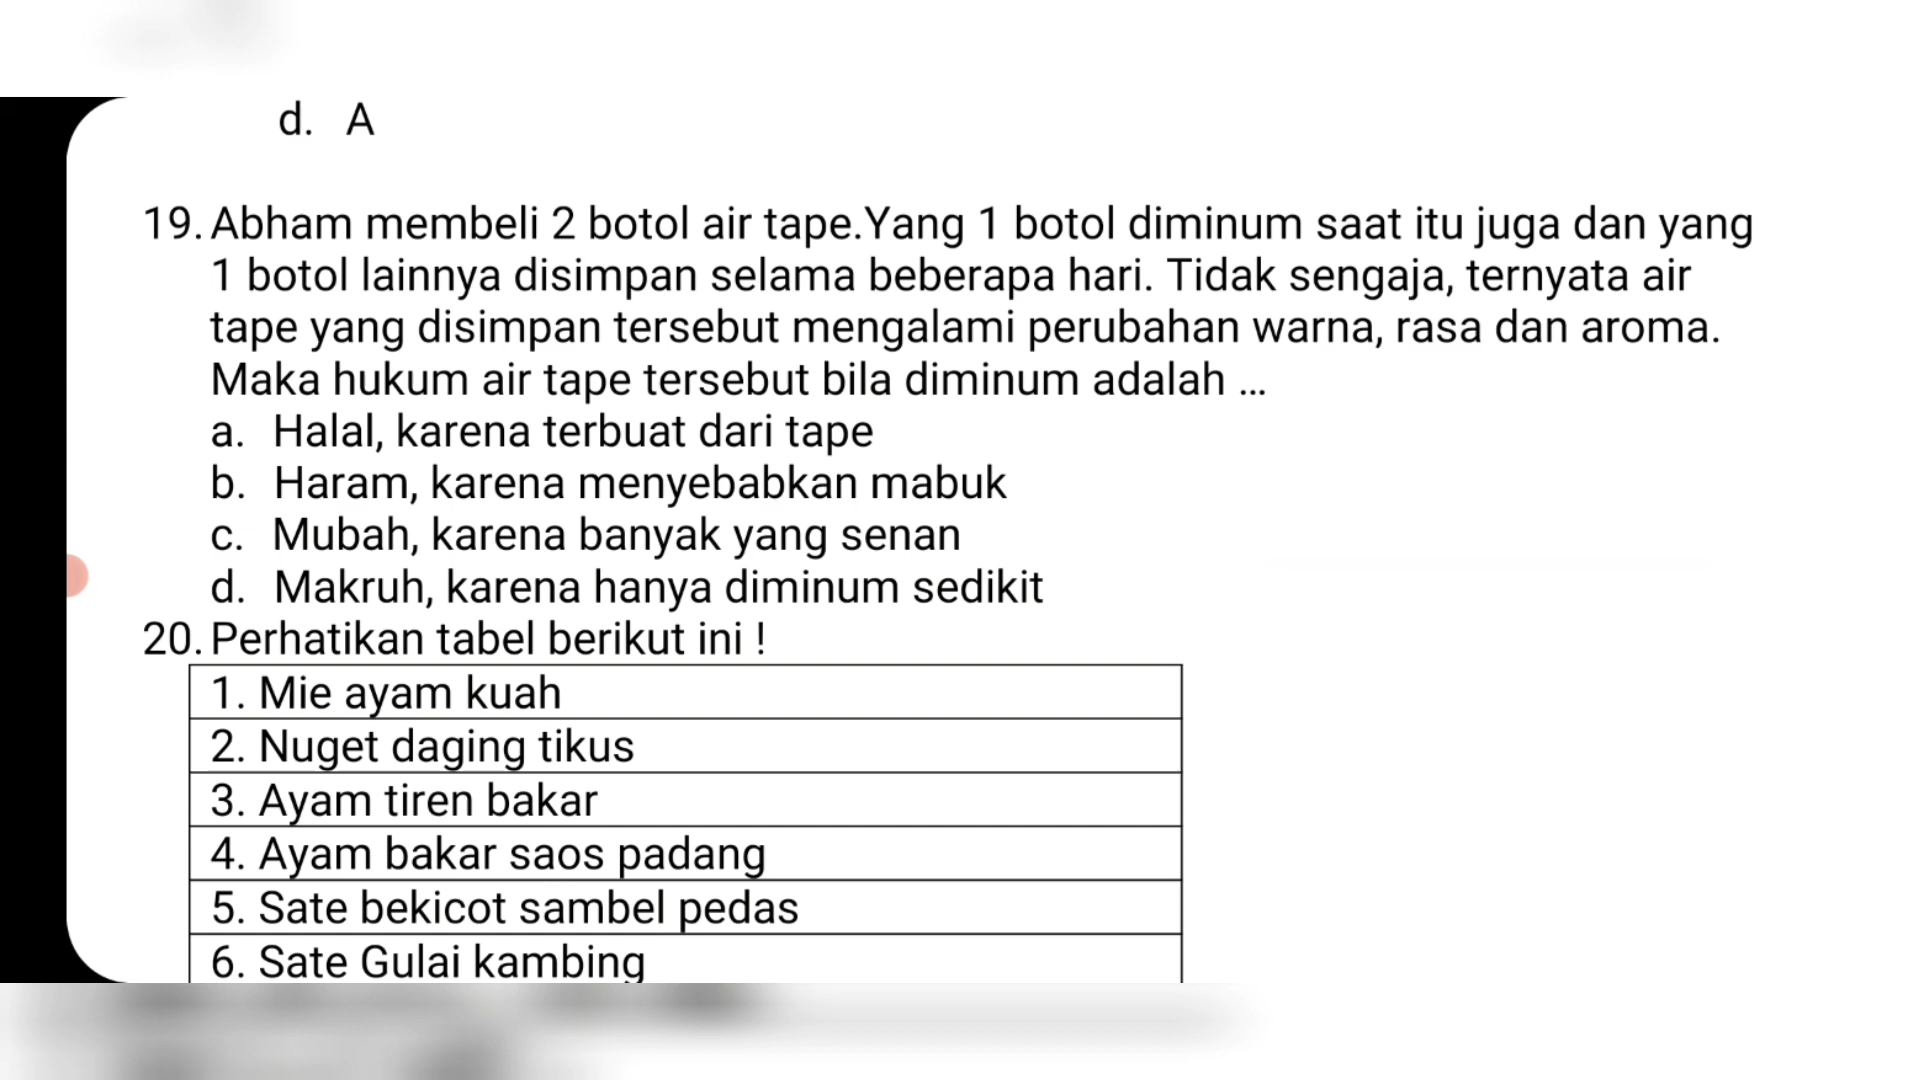 d. A
19. Abham membeli 2 botol air tape.Yang 1 botol diminum saat itu juga dan yang
1 botol lainnya disimpan selama beberapa hari. Tidak sengaja, ternyata air
tape yang disimpan tersebut mengalami perubahan warna, rasa dan aroma.
Maka hukum air tape tersebut bila diminum adalah ...
a. Halal, karena terbuat dari tape
b. Haram, karena menyebabkan mabuk
c. Mubah, karena banyak yang senan
d. Makruh, karena hanya diminum sedikit
20. Perhatikan tabel berikut ini !
1. Mie ayam kuah
2. Nuget daging tikus
3. Ayam tiren bakar
4. Ayam bakar saos padang
5. Sate bekicot sambel pedas
6. Sate Gulai kambing